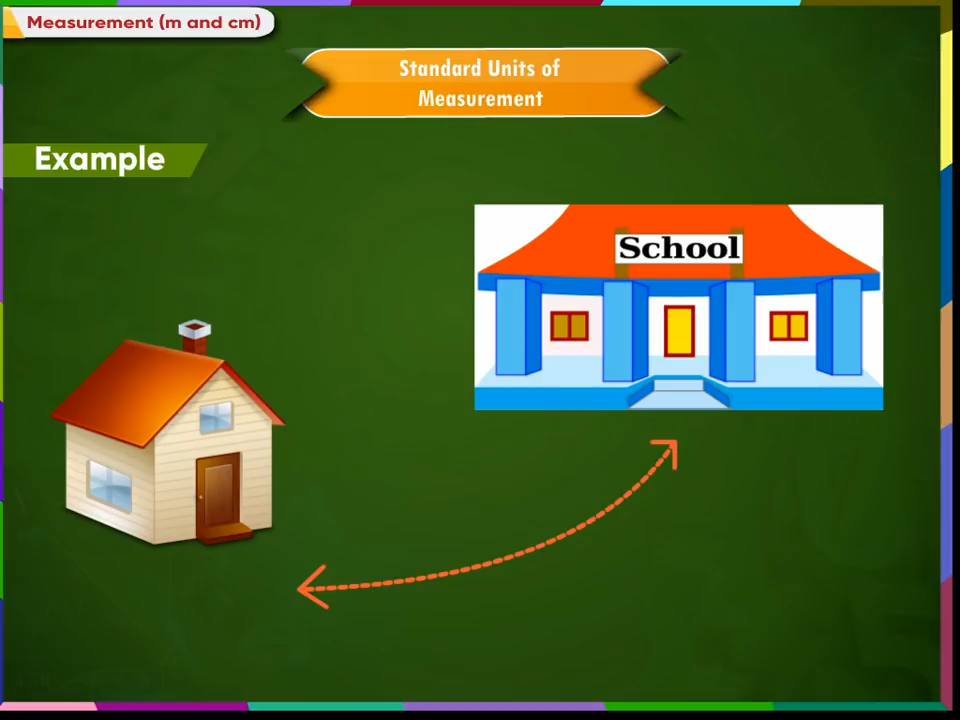 Measurement (m and cm)
Standard Units of
Measurement
Example
School